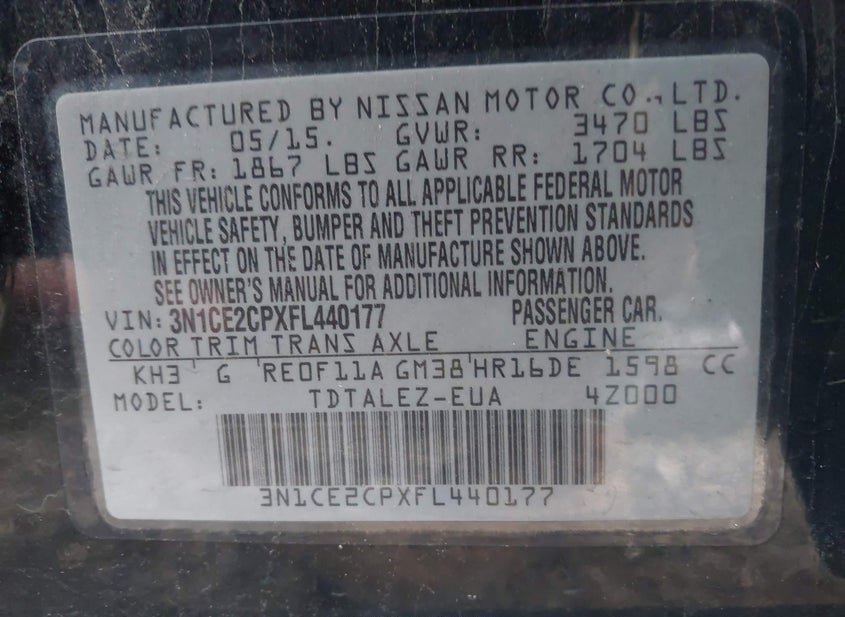 MANUFACTURED BY NISSAN MOTOR CO.,LTD.
DATE: 05/15. GVWR: 3470 LBS
GAWR FR: 1867 LBS GAWR RR: 1704 LBS
THIS VEHICLE CONFORMS TO ALL APPLICABLE FEDERAL MOTOR
VEHICLE SAFETY, BUMPER AND THEFT PREVENTION STANDARDS
IN EFFECT ON THE DATE OF MANUFACTURE SHOWN ABOVE.
SEE OWNER'S MANUAL FOR ADDITIONAL INFORMATION.
VIN: 3N1CE2CPXFL440177 PASSENGER CAR.
COLOR TRIM TRANS AXLE ENGINE
KH3 G RE0F11A GM38 HR16DE 1598 CC
MODEL: TDTALEZ-EUA 4Z000
3N1CE2CPXFL440177